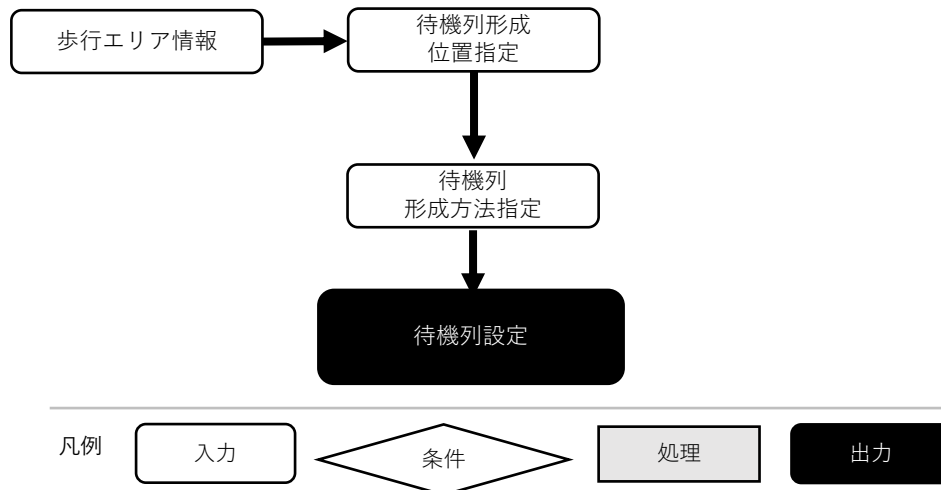 歩行エリア情報
待機列形成
位置指定
待機列
形成方法指定
待機列設定
凡例
入力
条件
処理
出力